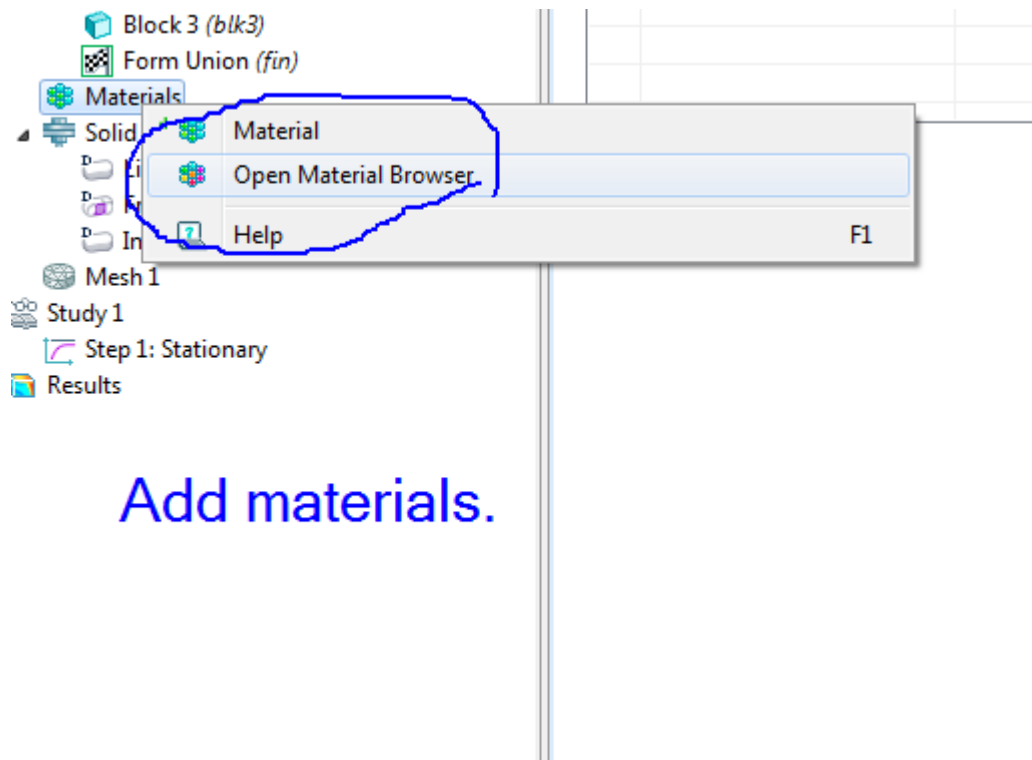 Block 3 (blk3)
Form Union (fin)
Materials
Material
Solid
Open Material Browser
Help F1
In
Mesh 1
Study 1
Step 1: Stationary
Results
Add materials.